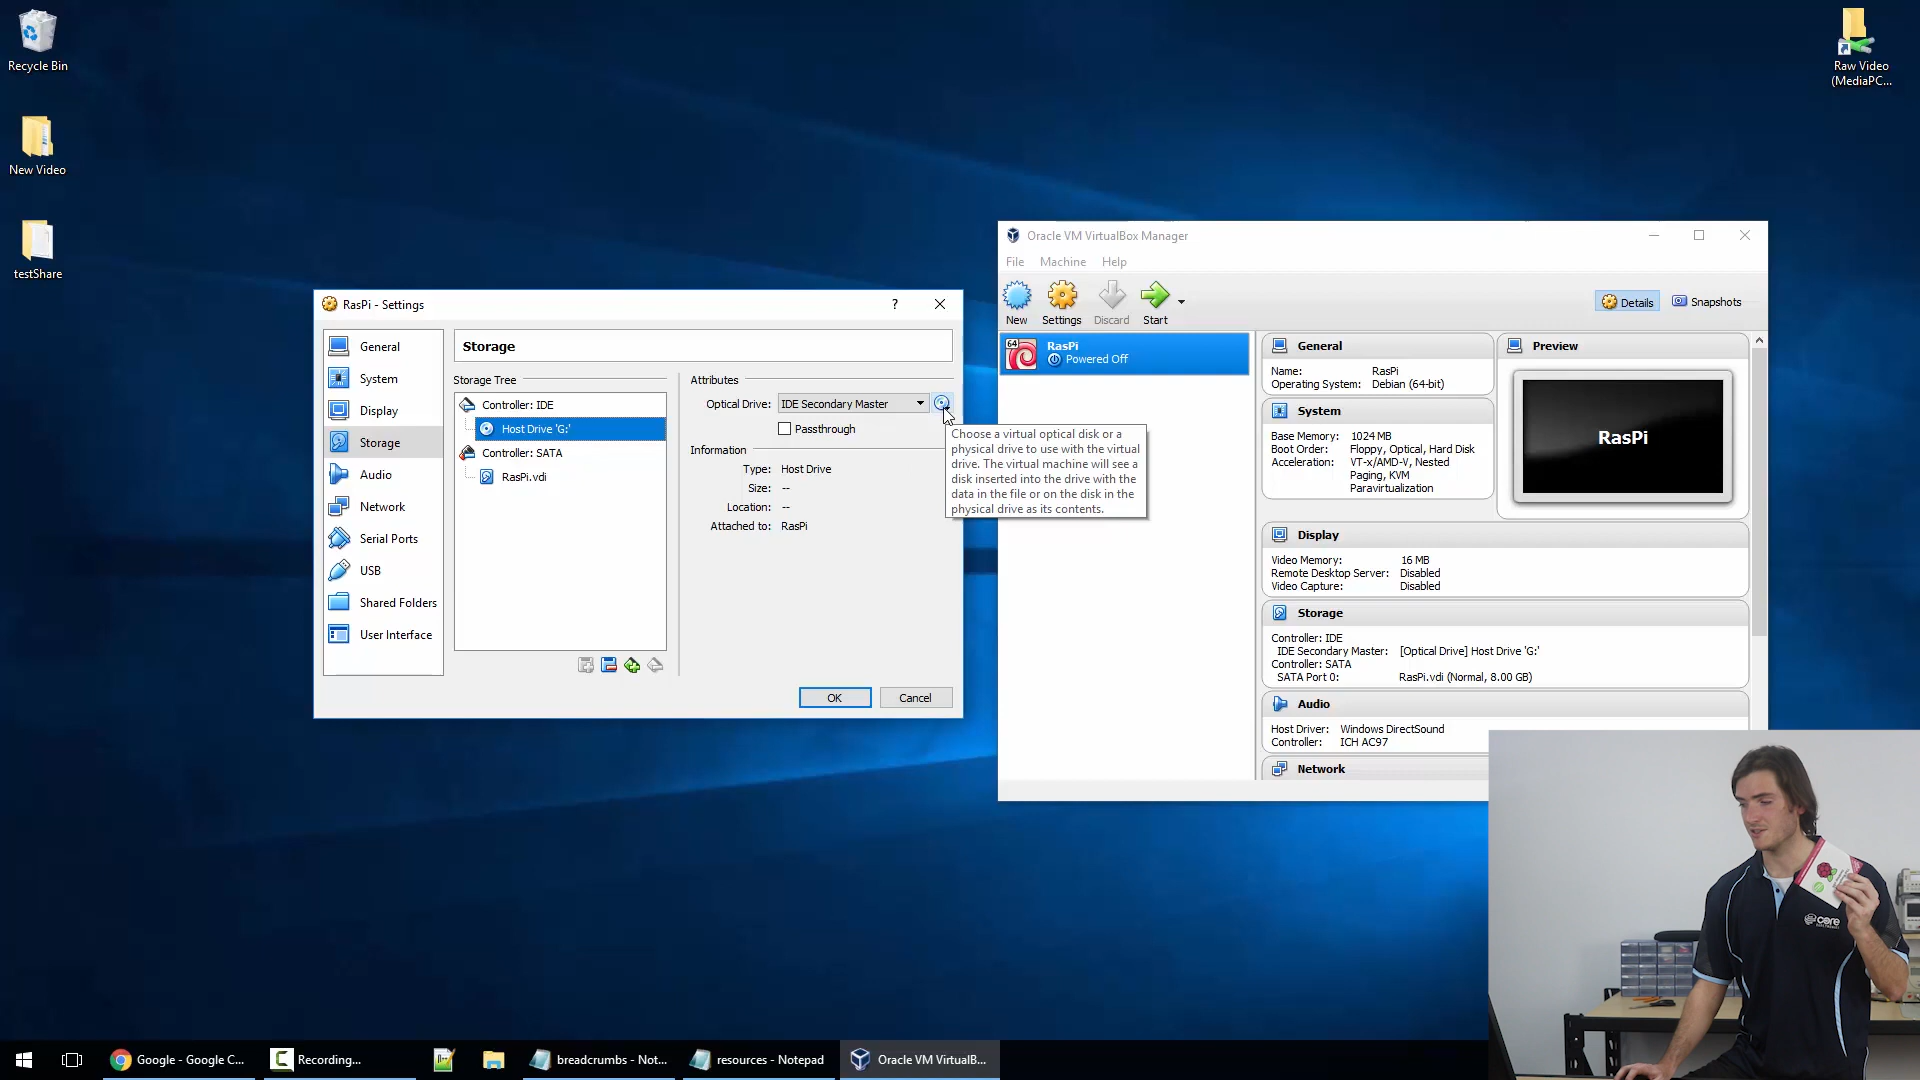 Recycle Bin
New Video
testShare
Raw Video
(MediaPC...
RasPi - Settings
?
General
System
Display
Storage
Audio
Network
Serial Ports
USB
Shared Folders
User Interface
Storage
Storage Tree
Controller: IDE
Host Drive 'G:'
Controller: SATA
RasPi.vdi
Attributes
Optical Drive: IDE Secondary Master
Passthrough
Information
Type: Host Drive
Size: --
Location: --
Attached to: RasPi
OK
Cancel
Choose a virtual optical disk or a
physical drive to use with the virtual
drive. The virtual machine will see a
disk inserted into the drive with the
data in the file or on the disk in the
physical drive as its contents.
Oracle VM VirtualBox Manager
File Machine Help
New Settings Discard Start
Details Snapshots
64
RasPi
Powered Off
General
Name: RasPi
Operating System: Debian (64-bit)
System
Base Memory: 1024 MB
Boot Order: Floppy, Optical, Hard Disk
Acceleration: VT-x/AMD-V, Nested
Paging, KVM
Paravirtualization
Preview
RasPi
Display
Video Memory: 16 MB
Remote Desktop Server: Disabled
Video Capture: Disabled
Storage
Controller: IDE
IDE Secondary Master: [Optical Drive] Host Drive 'G:'
Controller: SATA
SATA Port 0: RasPi.vdi (Normal, 8.00 GB)
Audio
Host Driver: Windows DirectSound
Controller: ICH AC97
Network
core
Google - Google C...
Recording...
breadcrumbs - Not...
resources - Notepad
Oracle VM VirtualB...